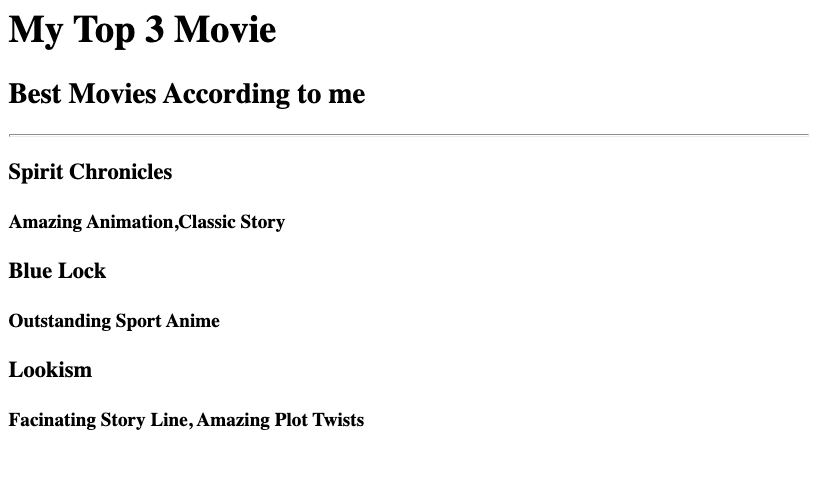 My Top 3 Movie
Best Movies According to me
Spirit Chronicles
Amazing Animation,Classic Story
Blue Lock
Outstanding Sport Anime
Lookism
Facinating Story Line, Amazing Plot Twists